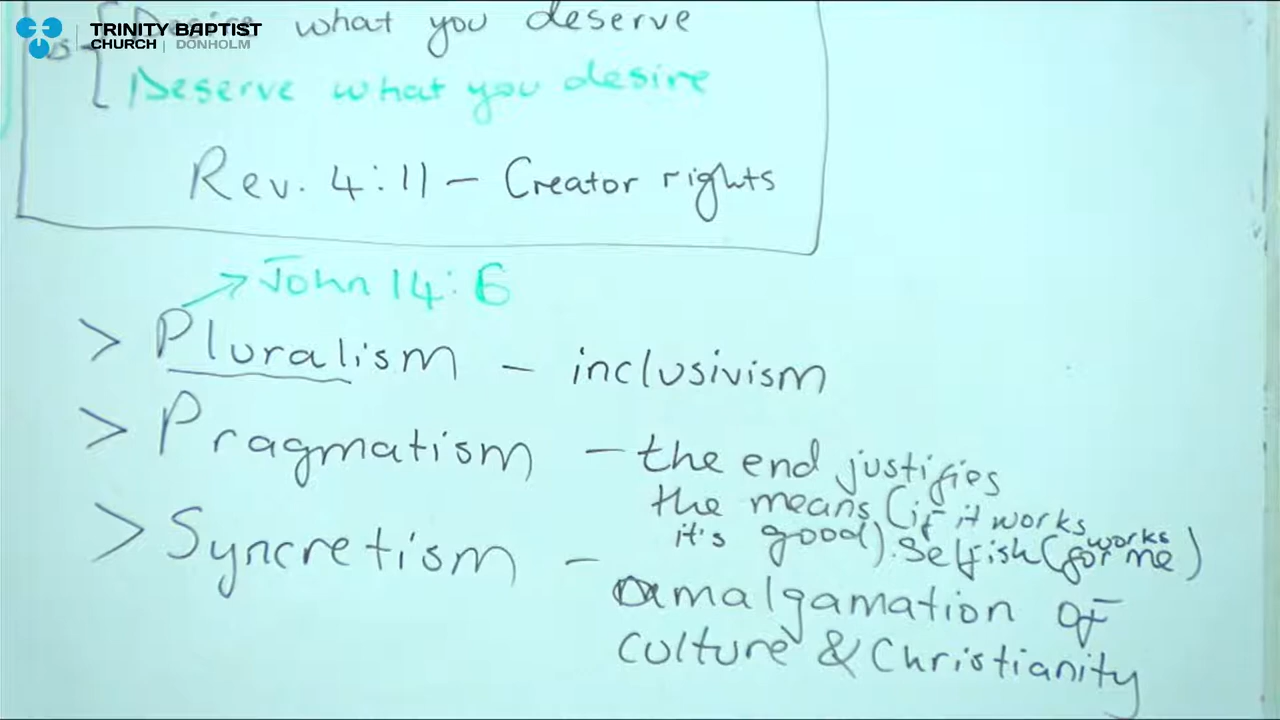 TRINITY BAPTIST
CHURCH | DONHOLM
Desire what you deserve
Deserve what you desire
Rev. 4:11 - Creator rights
John 14:6
> Pluralism - inclusivism
> Pragmatism - the end justifies
the means (if it works
it's good). Selfish (works for me)
> Syncretism -
amalgamation of
culture & Christianity